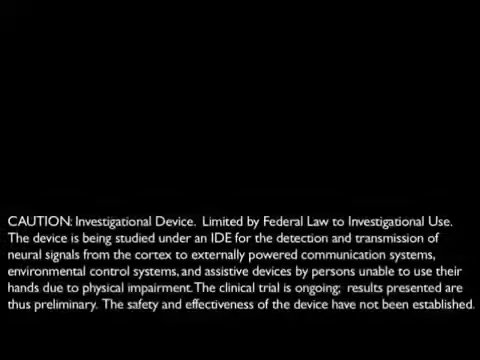 CAUTION: Investigational Device. Limited by Federal Law to Investigational Use.
The device is being studied under an IDE for the detection and transmission of
neural signals from the cortex to externally powered communication systems,
environmental control systems, and assistive devices by persons unable to use their
hands due to physical impairment. The clinical trial is ongoing; results presented are
thus preliminary. The safety and effectiveness of the device have not been established.